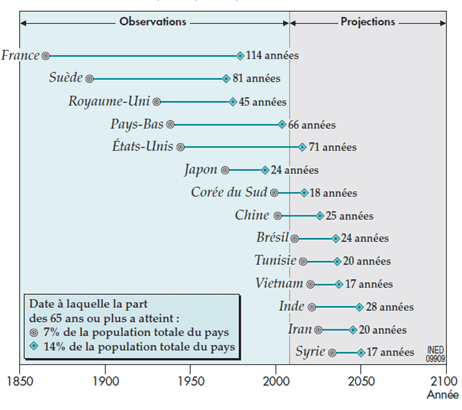 Observations Projections
France 114 années
Suède 81 années
Royaume-Uni 45 années
Pays-Bas 66 années
États-Unis 71 années
Japon 24 années
Corée du Sud 18 années
Chine 25 années
Brésil 24 années
Tunisie 20 années
Vietnam 17 années
Inde 28 années
Iran 20 années
Syrie 17 années
Date à laquelle la part
des 65 ans ou plus a atteint :
7% de la population totale du pays
14% de la population totale du pays
INED
09909
1850 1900 1950 2000 2050 2100
Année